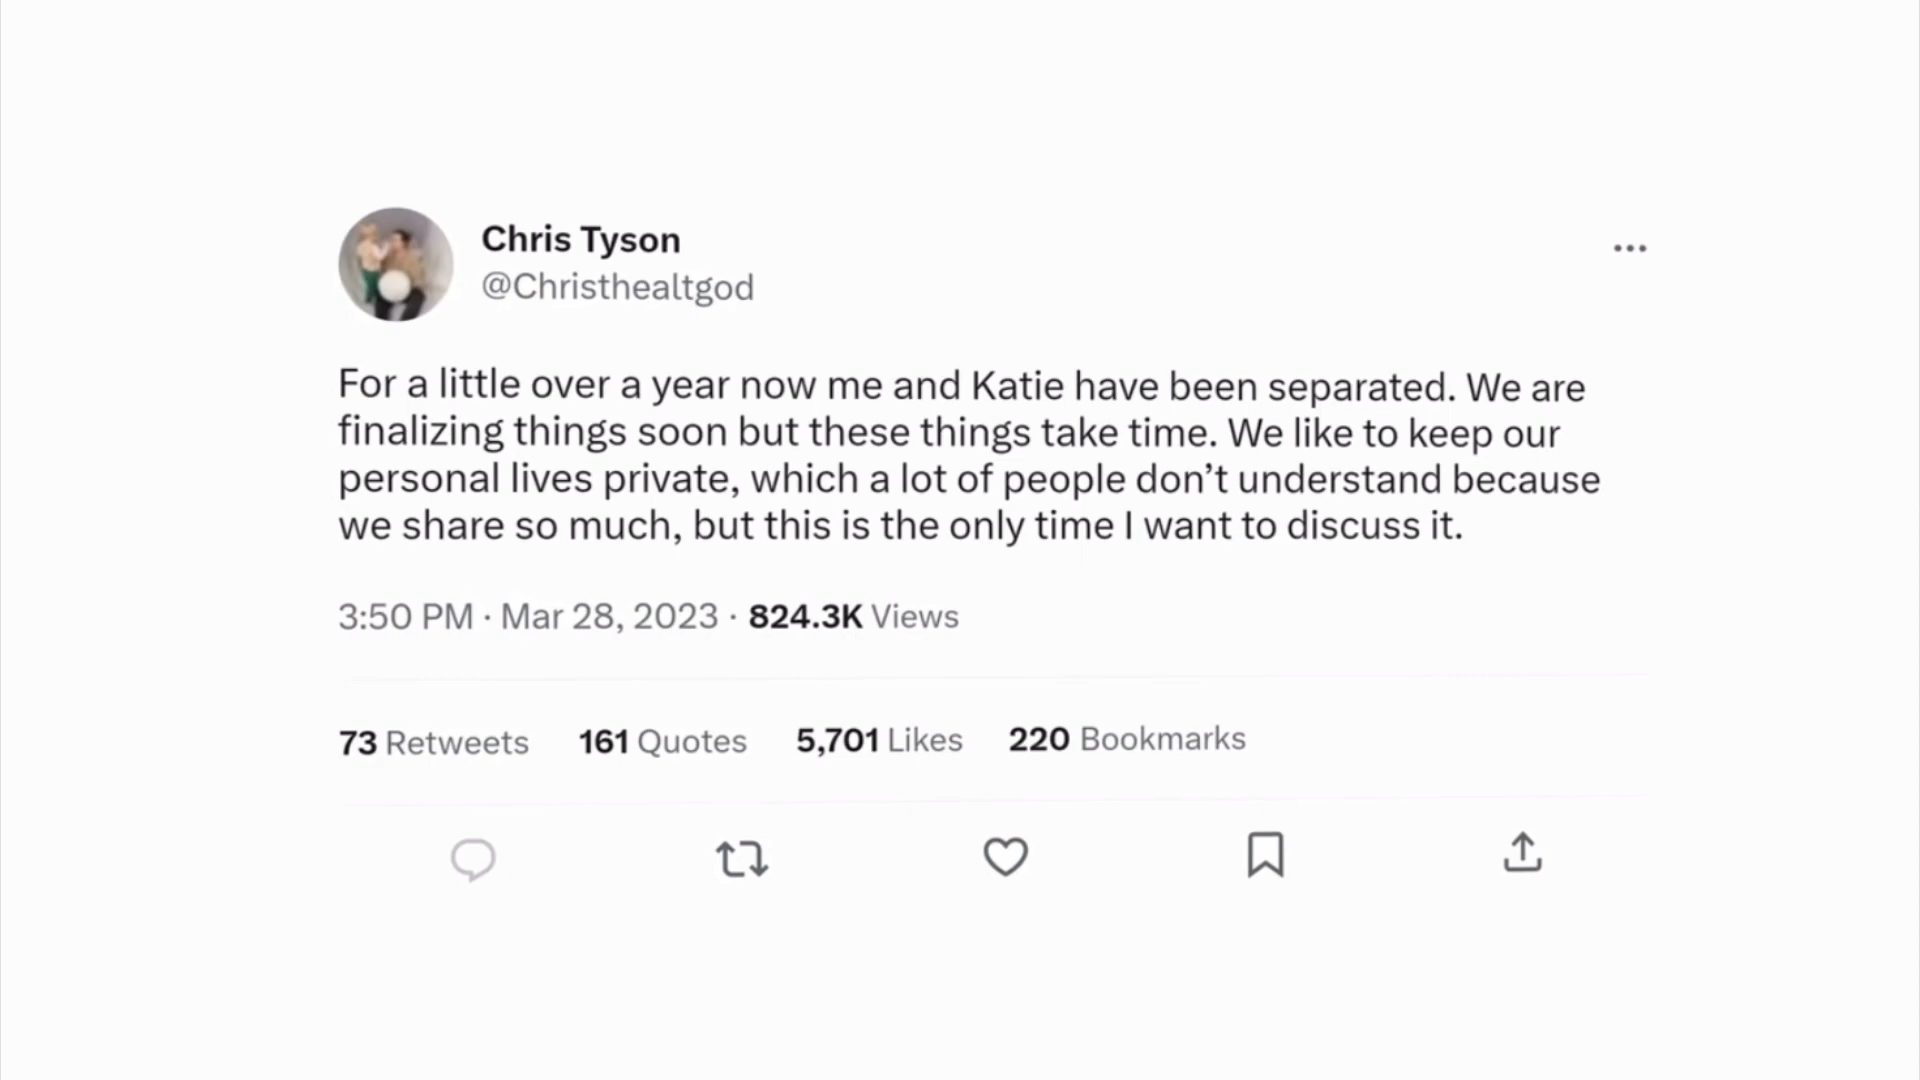 Chris Tyson
@Christhealtgod
For a little over a year now me and Katie have been separated. We are
finalizing things soon but these things take time. We like to keep our
personal lives private, which a lot of people don’t understand because
we share so much, but this is the only time I want to discuss it.
3:50 PM · Mar 28, 2023 · 824.3K Views
73 Retweets 161 Quotes 5,701 Likes 220 Bookmarks